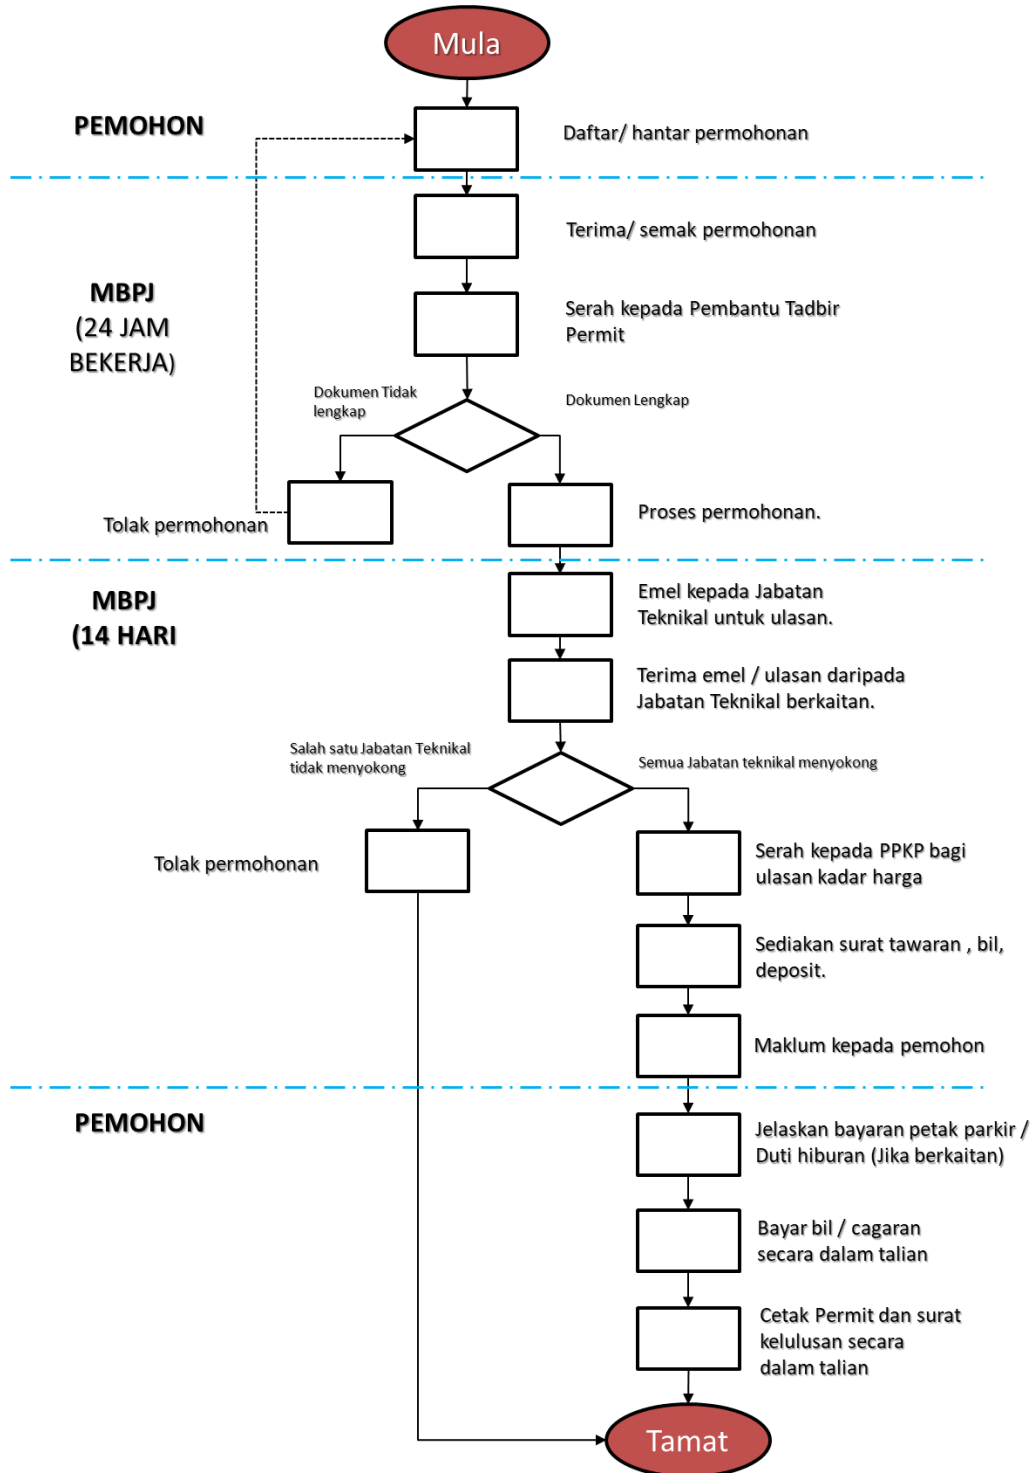 Mula
PEMOHON
Daftar/ hantar permohonan
Terima/ semak permohonan
MBPJ
(24 JAM
BEKERJA)
Serah kepada Pembantu Tadbir
Permit
Dokumen Tidak
lengkap
Dokumen Lengkap
Tolak permohonan
Proses permohonan.
MBPJ
(14 HARI
Emel kepada Jabatan
Teknikal untuk ulasan.
Terima emel / ulasan daripada
Jabatan Teknikal berkaitan.
Salah satu Jabatan Teknikal
tidak menyokong
Semua Jabatan teknikal menyokong
Tolak permohonan
Serah kepada PPKP bagi
ulasan kadar harga
Sediakan surat tawaran , bil,
deposit.
Maklum kepada pemohon
PEMOHON
Jelaskan bayaran petak parkir /
Duti hiburan (Jika berkaitan)
Bayar bil / cagaran
secara dalam talian
Cetak Permit dan surat
kelulusan secara
dalam talian
Tamat